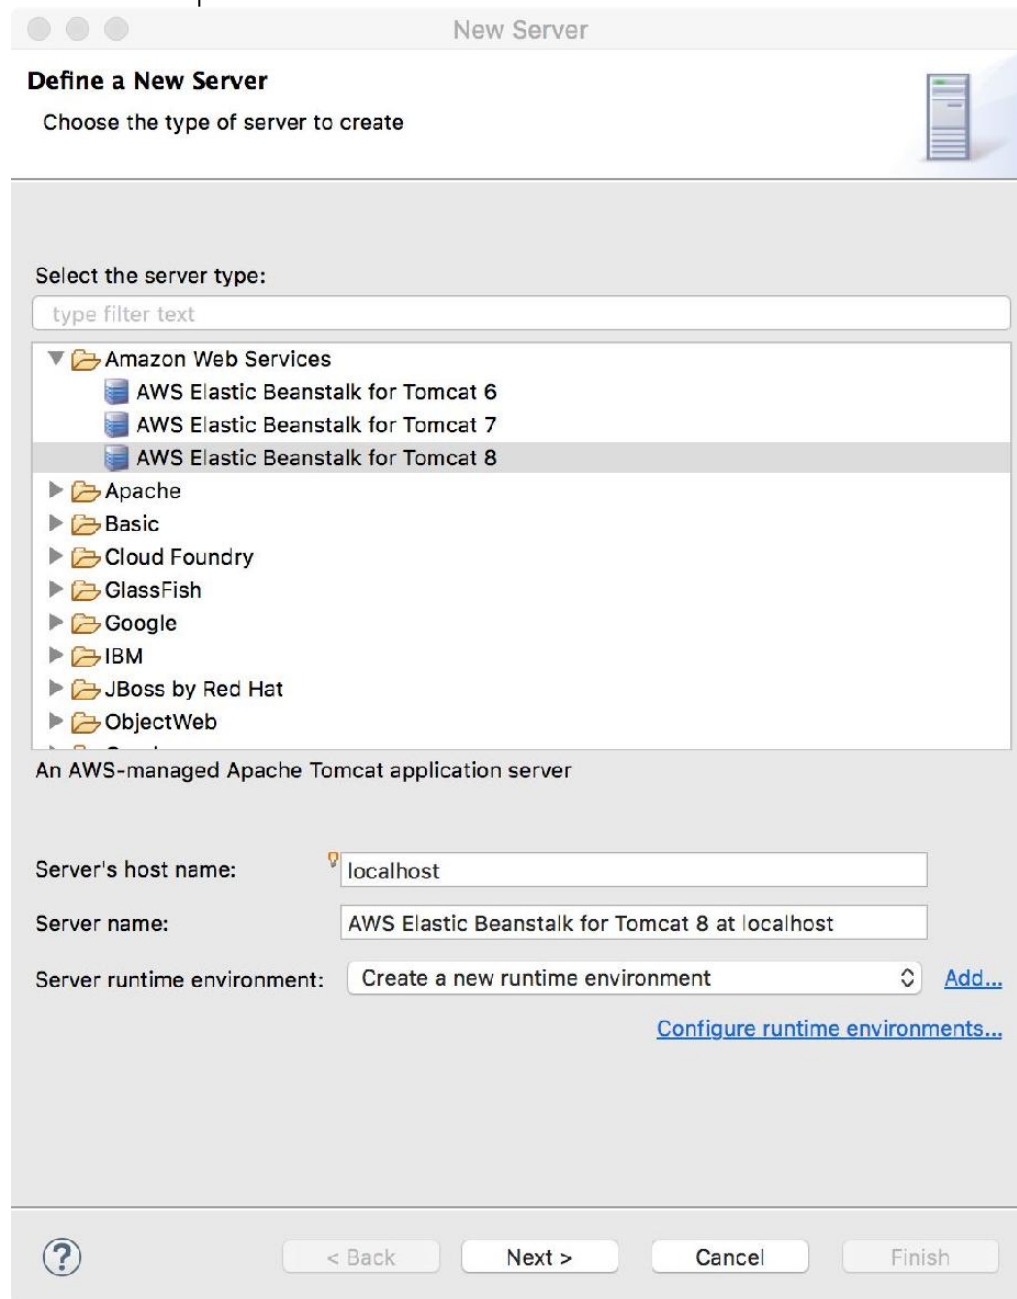 New Server
Define a New Server
Choose the type of server to create
Select the server type:
type filter text
Amazon Web Services
AWS Elastic Beanstalk for Tomcat 6
AWS Elastic Beanstalk for Tomcat 7
AWS Elastic Beanstalk for Tomcat 8
Apache
Basic
Cloud Foundry
GlassFish
Google
IBM
JBoss by Red Hat
ObjectWeb
An AWS-managed Apache Tomcat application server
Server's host name: localhost
Server name: AWS Elastic Beanstalk for Tomcat 8 at localhost
Server runtime environment: Create a new runtime environment Add...
Configure runtime environments...
? < Back Next > Cancel Finish